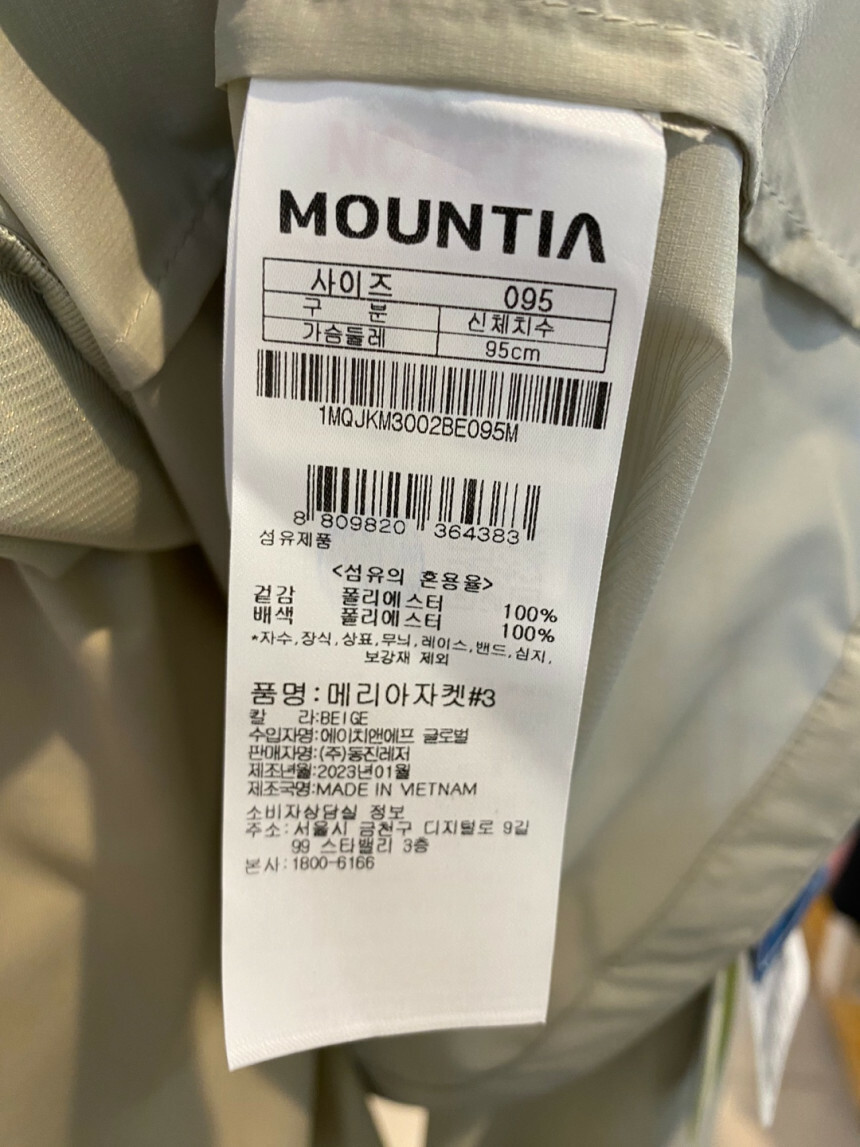 MOUNTIA
사이즈 095
구 분 신체치수
가슴둘레 95cm
1MQJKM3002BE095M
8 809820 364383
섬유제품
<섬유의 혼용율>
겉감 폴리에스터 100%
배색 폴리에스터 100%
*자수,장식,상표,무늬,레이스,밴드,심지,
보강재 제외
품명:메리아자켓#3
칼 라:BEIGE
수입자명:에이치앤에프 글로벌
판매자명:(주)동진레저
제조년월:2023년01월
제조국명:MADE IN VIETNAM
소비자상담실 정보
주소:서울시 금천구 디지털로 9길
99 스타밸리 3층
본사:1800-6166